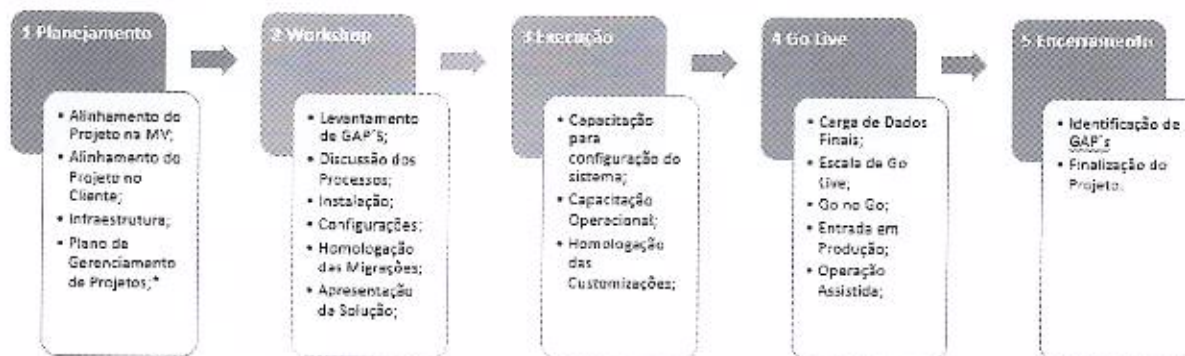 1 Planejamento
• Alinhamento do
Projeto na MV;
• Alinhamento do
Projeto no
Cliente;
• Infraestrutura;
• Plano de
Gerenciamento
de Projetos;*
2 Workshop
• Levantamento
de GAP´S;
• Discussão dos
Processos;
• Instalação;
• Configurações;
• Homologação
das Migrações;
• Apresentação
da Solução;
3 Execução
• Capacitação
para
configuração do
sistema;
• Capacitação
Operacional;
• Homologação
das
Customizações;
4 Go Live
• Carga de Dados
Finais;
• Escala de Go
Live;
• Go no Go;
• Entrada em
Produção;
• Operação
Assistida;
5 Encerramento
• Identificação de
GAP´s
• Finalização do
Projeto.